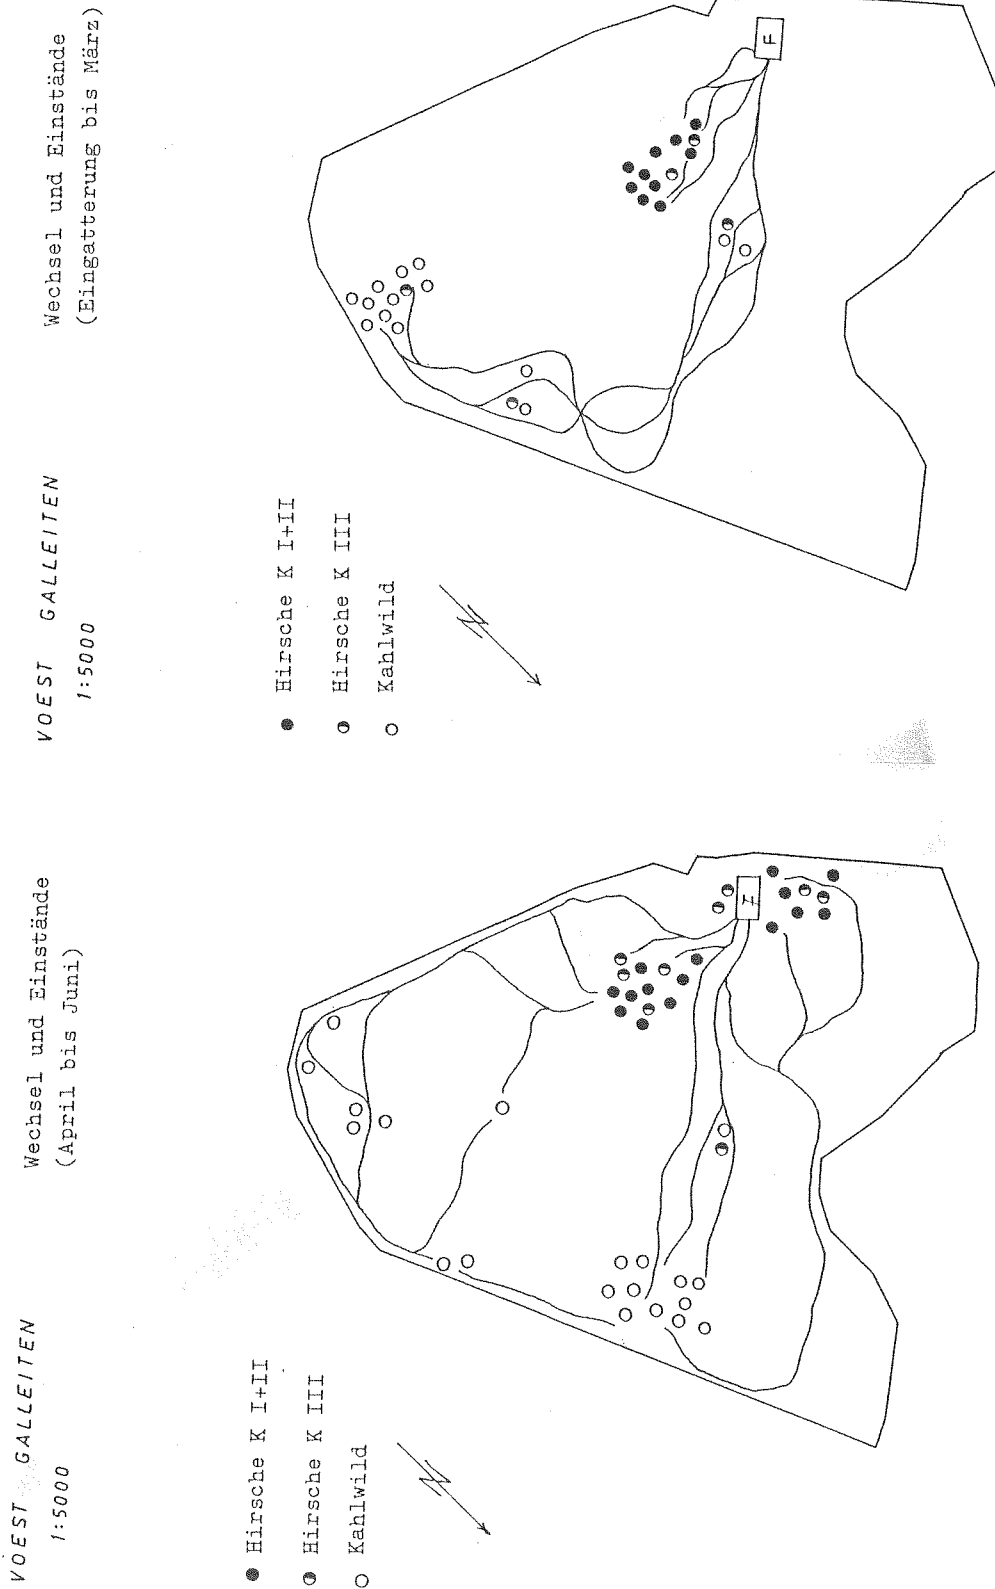 VOEST GALLEITEN
1:5000
Wechsel und Einstände
(April bis Juni)
● Hirsche K I+II
◑ Hirsche K III
○ Kahlwild
N
F
VOEST GALLEITEN
1:5000
Wechsel und Einstände
(Eingatterung bis März)
● Hirsche K I+II
◑ Hirsche K III
○ Kahlwild
N
F